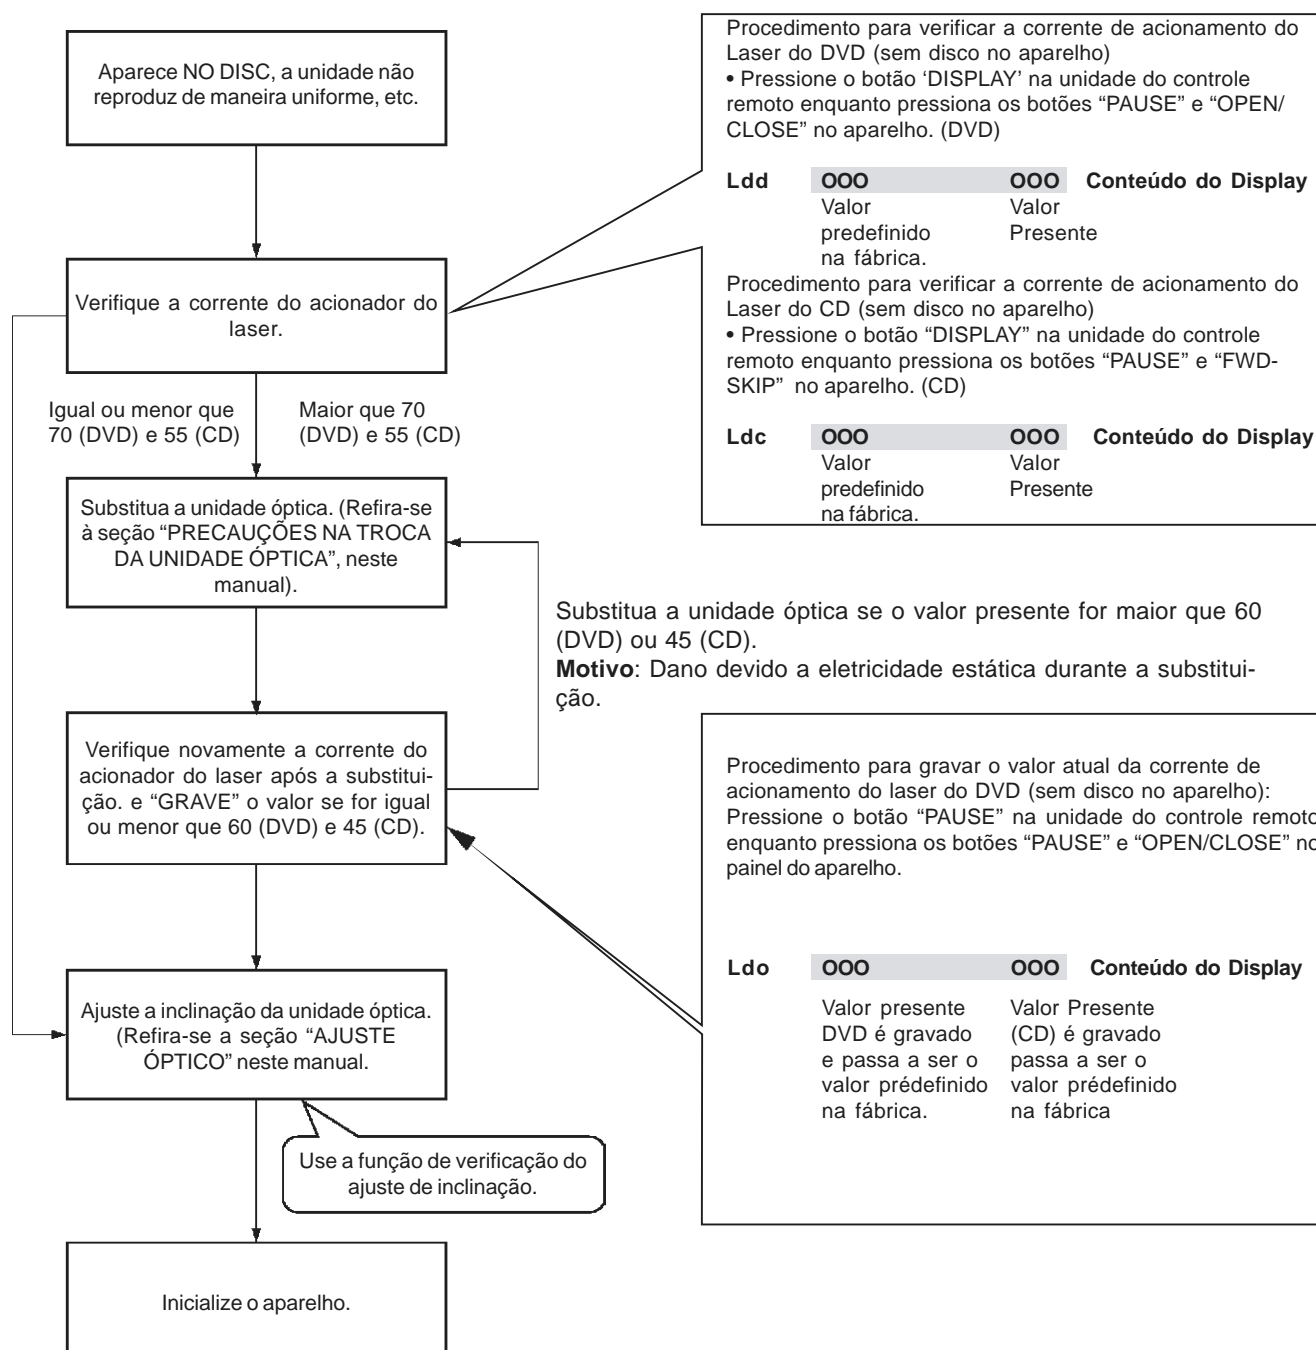 Aparece NO DISC, a unidade não
reproduz de maneira uniforme, etc.
Verifique a corrente do acionador do
laser.
Igual ou menor que
70 (DVD) e 55 (CD)
Maior que 70
(DVD) e 55 (CD)
Substitua a unidade óptica. (Refira-se
à seção “PRECAUÇÕES NA TROCA
DA UNIDADE ÓPTICA”, neste
manual).
Verifique novamente a corrente do
acionador do laser após a substitui-
ção. e “GRAVE” o valor se for igual
ou menor que 60 (DVD) e 45 (CD).
Ajuste a inclinação da unidade óptica.
(Refira-se a seção “AJUSTE
ÓPTICO” neste manual.
Use a função de verificação do
ajuste de inclinação.
Inicialize o aparelho.
Procedimento para verificar a corrente de acionamento do
Laser do DVD (sem disco no aparelho)
• Pressione o botão ‘DISPLAY’ na unidade do controle
remoto enquanto pressiona os botões “PAUSE” e “OPEN/
CLOSE” no aparelho. (DVD)
Ldd OOO OOO Conteúdo do Display
Valor Valor
predefinido Presente
na fábrica.
Procedimento para verificar a corrente de acionamento do
Laser do CD (sem disco no aparelho)
• Pressione o botão “DISPLAY” na unidade do controle
remoto enquanto pressiona os botões “PAUSE” e “FWD-
SKIP” no aparelho. (CD)
Ldc OOO OOO Conteúdo do Display
Valor Valor
predefinido Presente
na fábrica.
Substitua a unidade óptica se o valor presente for maior que 60
(DVD) ou 45 (CD).
Motivo: Dano devido a eletricidade estática durante a substitui-
ção.
Procedimento para gravar o valor atual da corrente de
acionamento do laser do DVD (sem disco no aparelho):
Pressione o botão “PAUSE” na unidade do controle remoto
enquanto pressiona os botões “PAUSE” e “OPEN/CLOSE” no
painel do aparelho.
Ldo OOO OOO Conteúdo do Display
Valor presente Valor Presente
DVD é gravado (CD) é gravado
e passa a ser o passa a ser o
valor prédefinido valor prédefinido
na fábrica. na fábrica